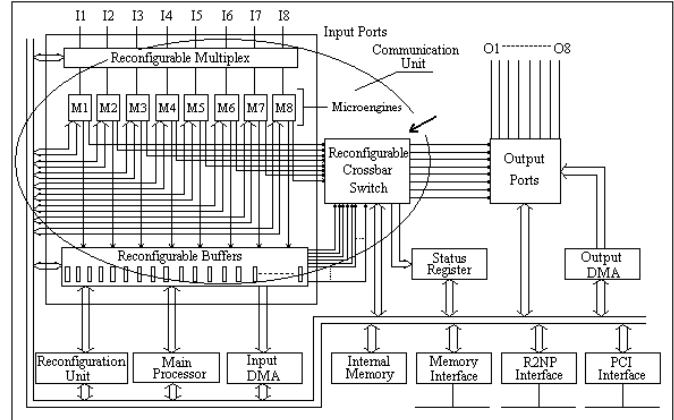 I1 I2 I3 I4 I5 I6 I7 I8
Input Ports
Reconfigurable Multiplex
Communication
Unit
O1 O8
M1 M2 M3 M4 M5 M6 M7 M8
Microengines
Reconfigurable
Crossbar
Switch
Output
Ports
Reconfigurable Buffers
Status
Register
Output
DMA
Reconfiguration
Unit
Main
Processor
Input
DMA
Internal
Memory
Memory
Interface
R2NP
Interface
PCI
Interface